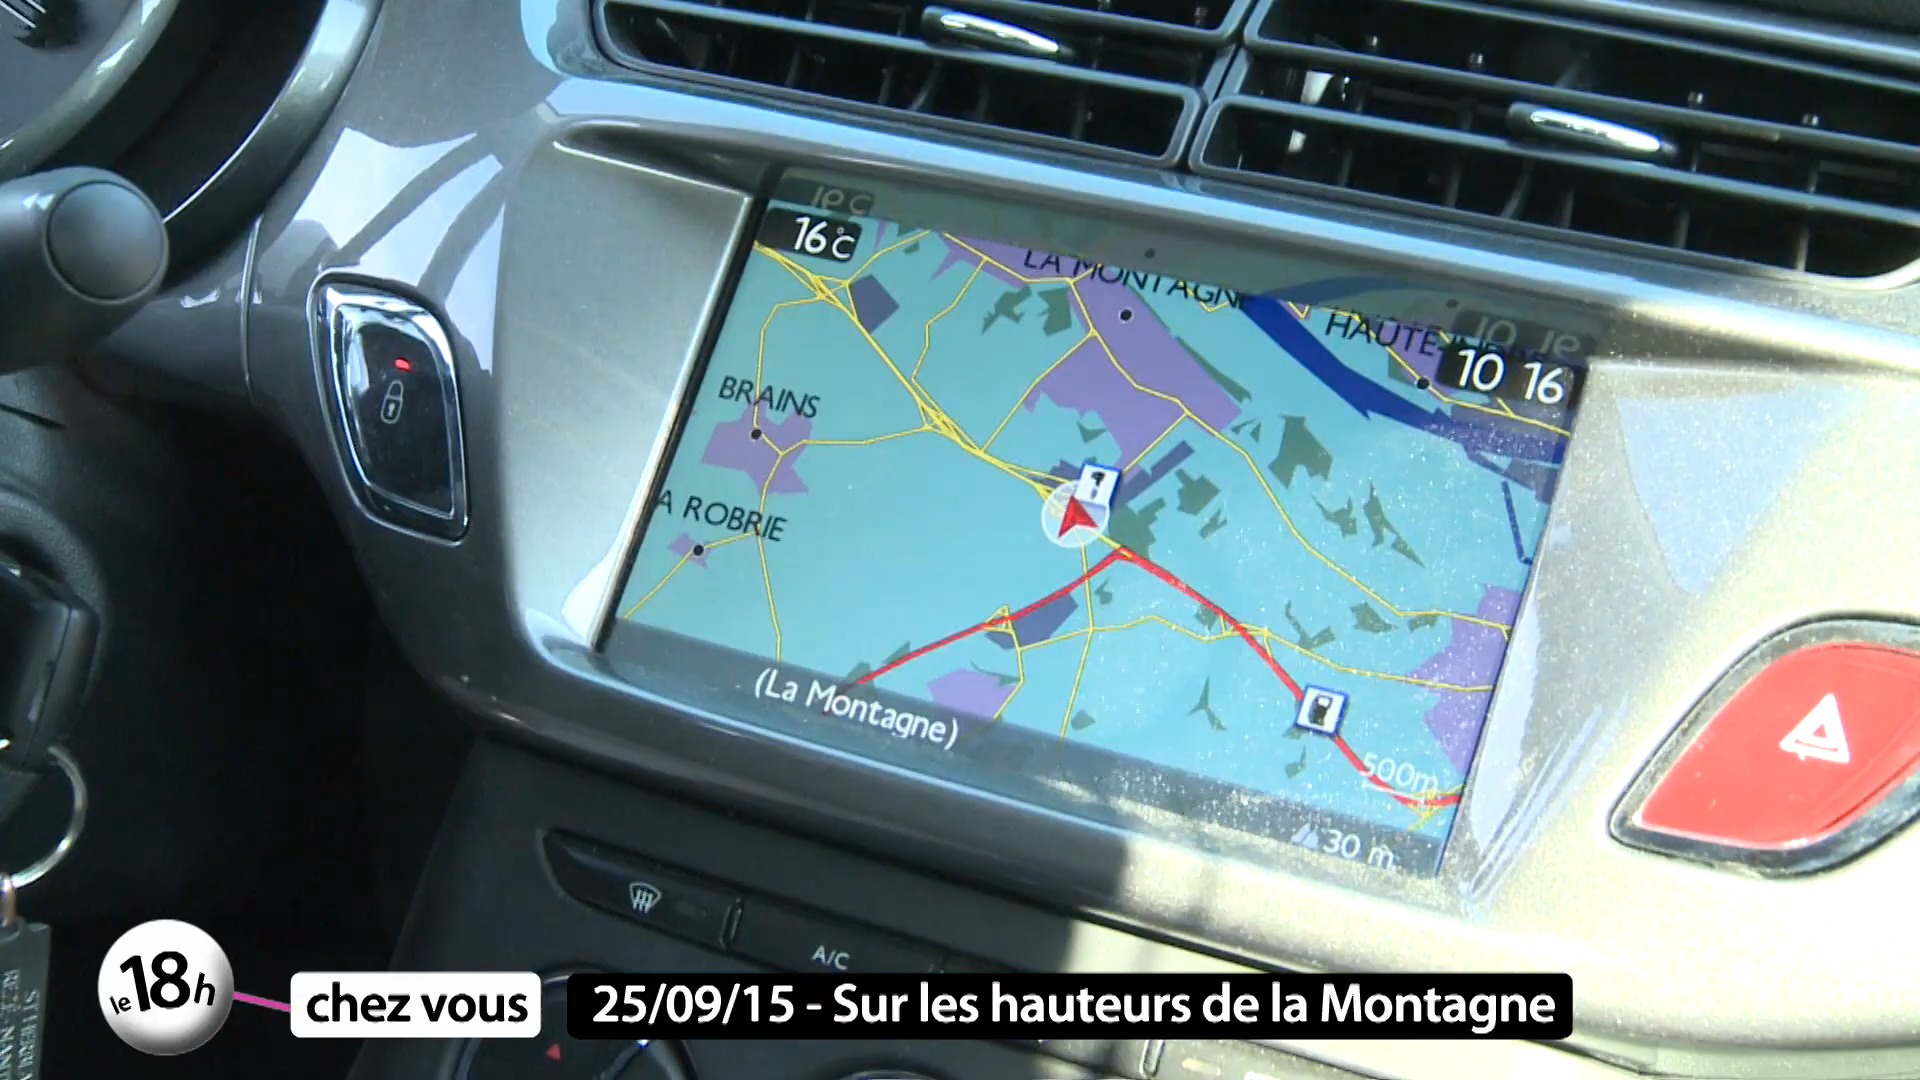 16°C
LA MONTAGNE
10 16
BRAINS
A ROBRIE
(La Montagne)
500m
30 m
A/C
le 18h
chez vous
25/09/15 - Sur les hauteurs de la Montagne